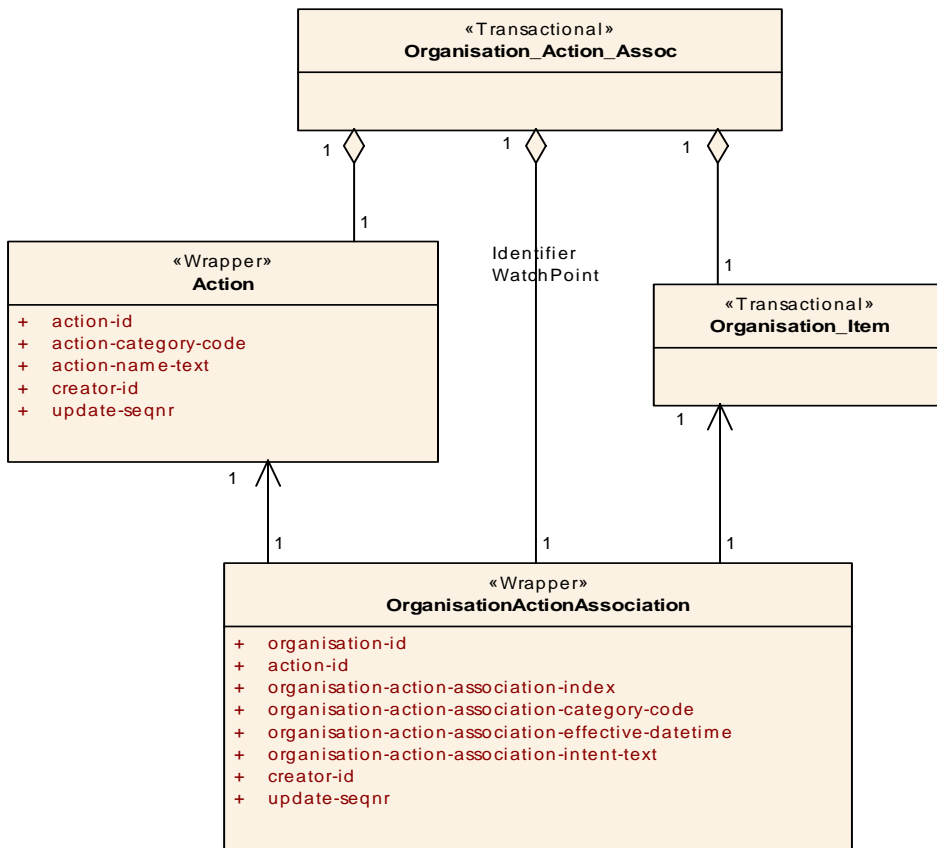 «Transactional»
Organisation_Action_Assoc
1
1
1
1
«Wrapper»
Action
+ action-id
+ action-category-code
+ action-name-text
+ creator-id
+ update-seqnr
Identifier
WatchPoint
1
«Transactional»
Organisation_Item
1
1
1
1
1
«Wrapper»
OrganisationActionAssociation
+ organisation-id
+ action-id
+ organisation-action-association-index
+ organisation-action-association-category-code
+ organisation-action-association-effective-datetime
+ organisation-action-association-intent-text
+ creator-id
+ update-seqnr